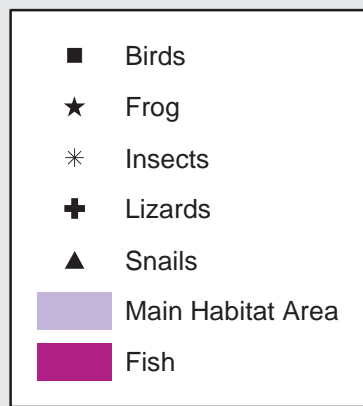 Birds
Frog
Insects
Lizards
Snails
Main Habitat Area
Fish